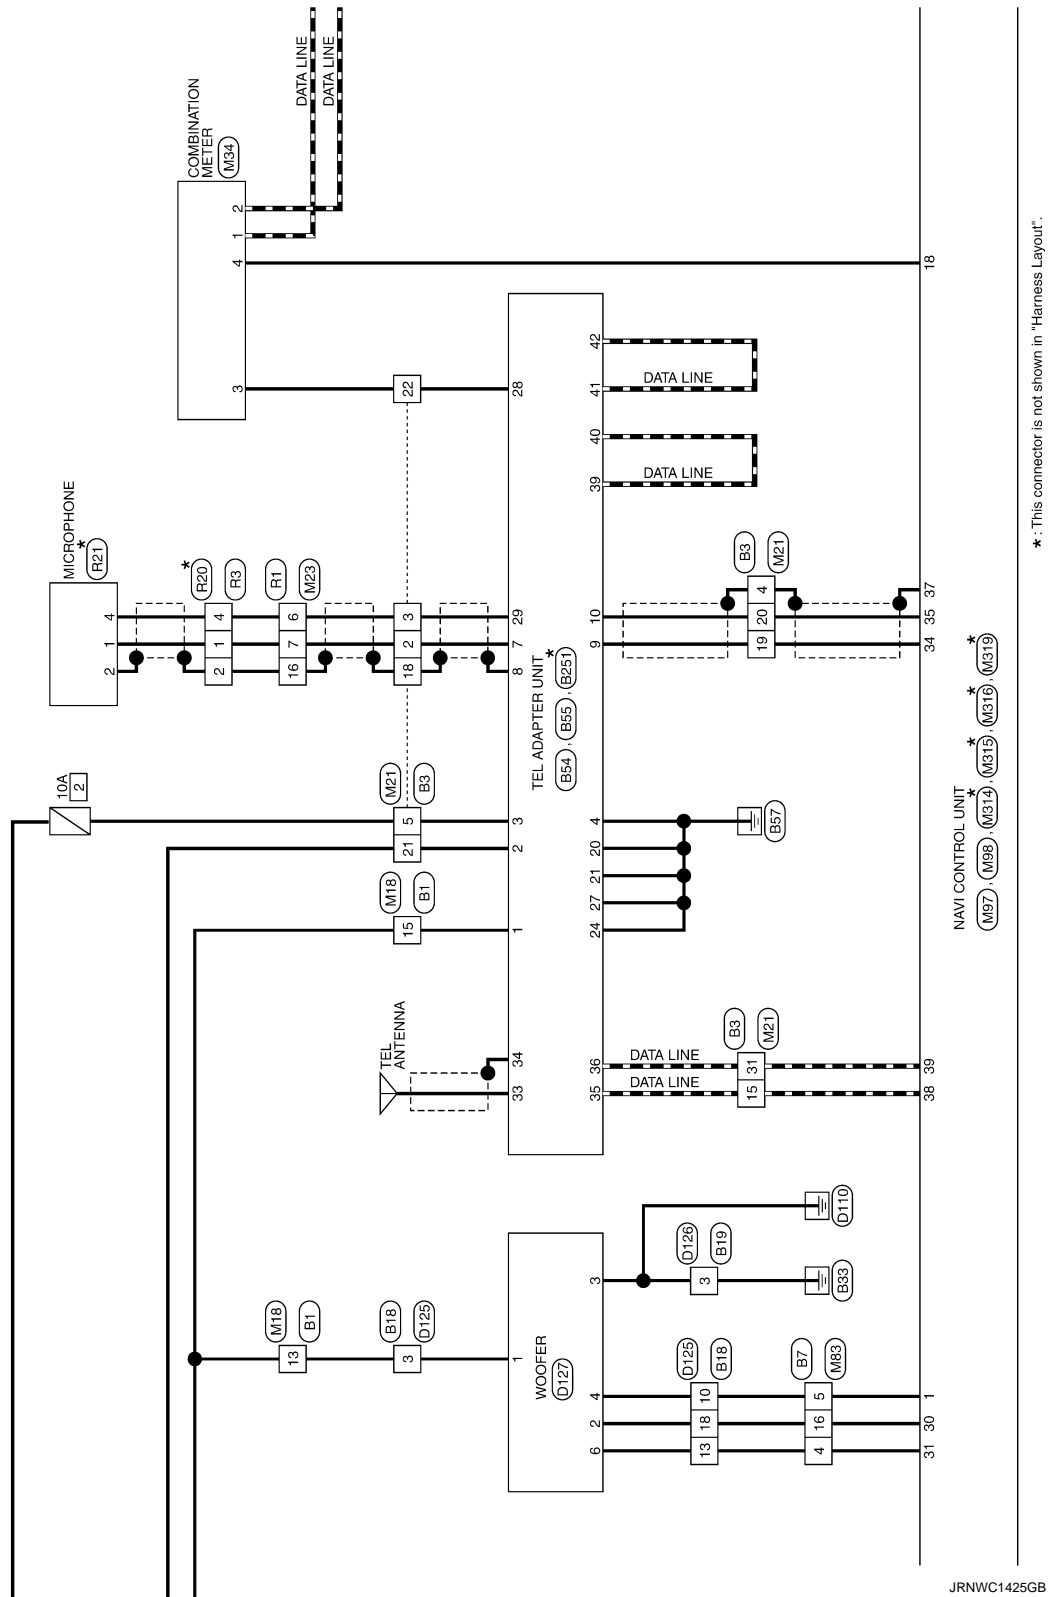 DATA LINE
DATA LINE
COMBINATION
METER
M34
1 2
4
3
18
22
28
42
41
DATA LINE
40
39
DATA LINE
MICROPHONE
*
R21
4
1
2
*
R20
R3
R1
M23
4 6 3 29
1 7 2 7
2 16 18 8
10
9
B3
M21
4
20
19
37
35
34
TEL ADAPTER UNIT
B54 , B55 , B251 *
10A
2
M21
B3
5 3
21 2
M18
B1
15 1
4
20
21
27
24
B57
NAVI CONTROL UNIT
M97 , M98 , M314 * , M315 * , M316 * , M319 *
TEL
ANTENNA
34
33
36
35
DATA LINE
DATA LINE
B3
M21
31
15
39
38
D110
D126
B19
3
3
B33
M18
B1
13
B18
D125
3
1
WOOFER
D127
4
2
6
D125
B18
10
18
13
B7
M83
5
16
4
1
30
31
* : This connector is not shown in "Harness Layout".
JRNWC1425GB